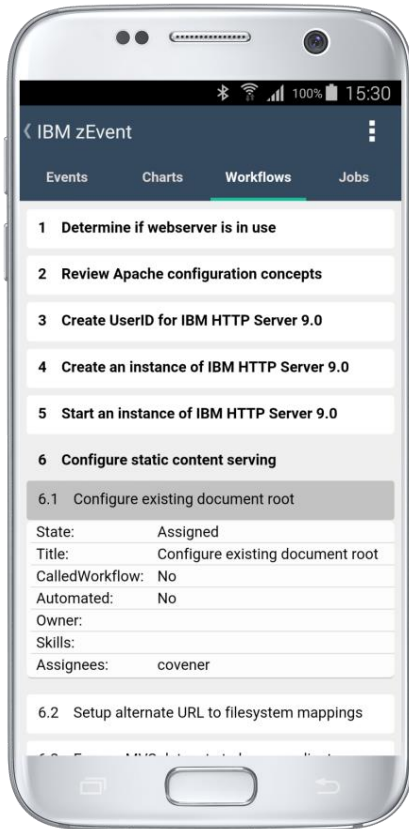 100% 15:30
IBM zEvent
Events Charts Workflows Jobs
1 Determine if webserver is in use
2 Review Apache configuration concepts
3 Create UserID for IBM HTTP Server 9.0
4 Create an instance of IBM HTTP Server 9.0
5 Start an instance of IBM HTTP Server 9.0
6 Configure static content serving
6.1 Configure existing document root
State: Assigned
Title: Configure existing document root
CalledWorkflow: No
Automated: No
Owner:
Skills:
Assignees: covener
6.2 Setup alternate URL to filesystem mappings